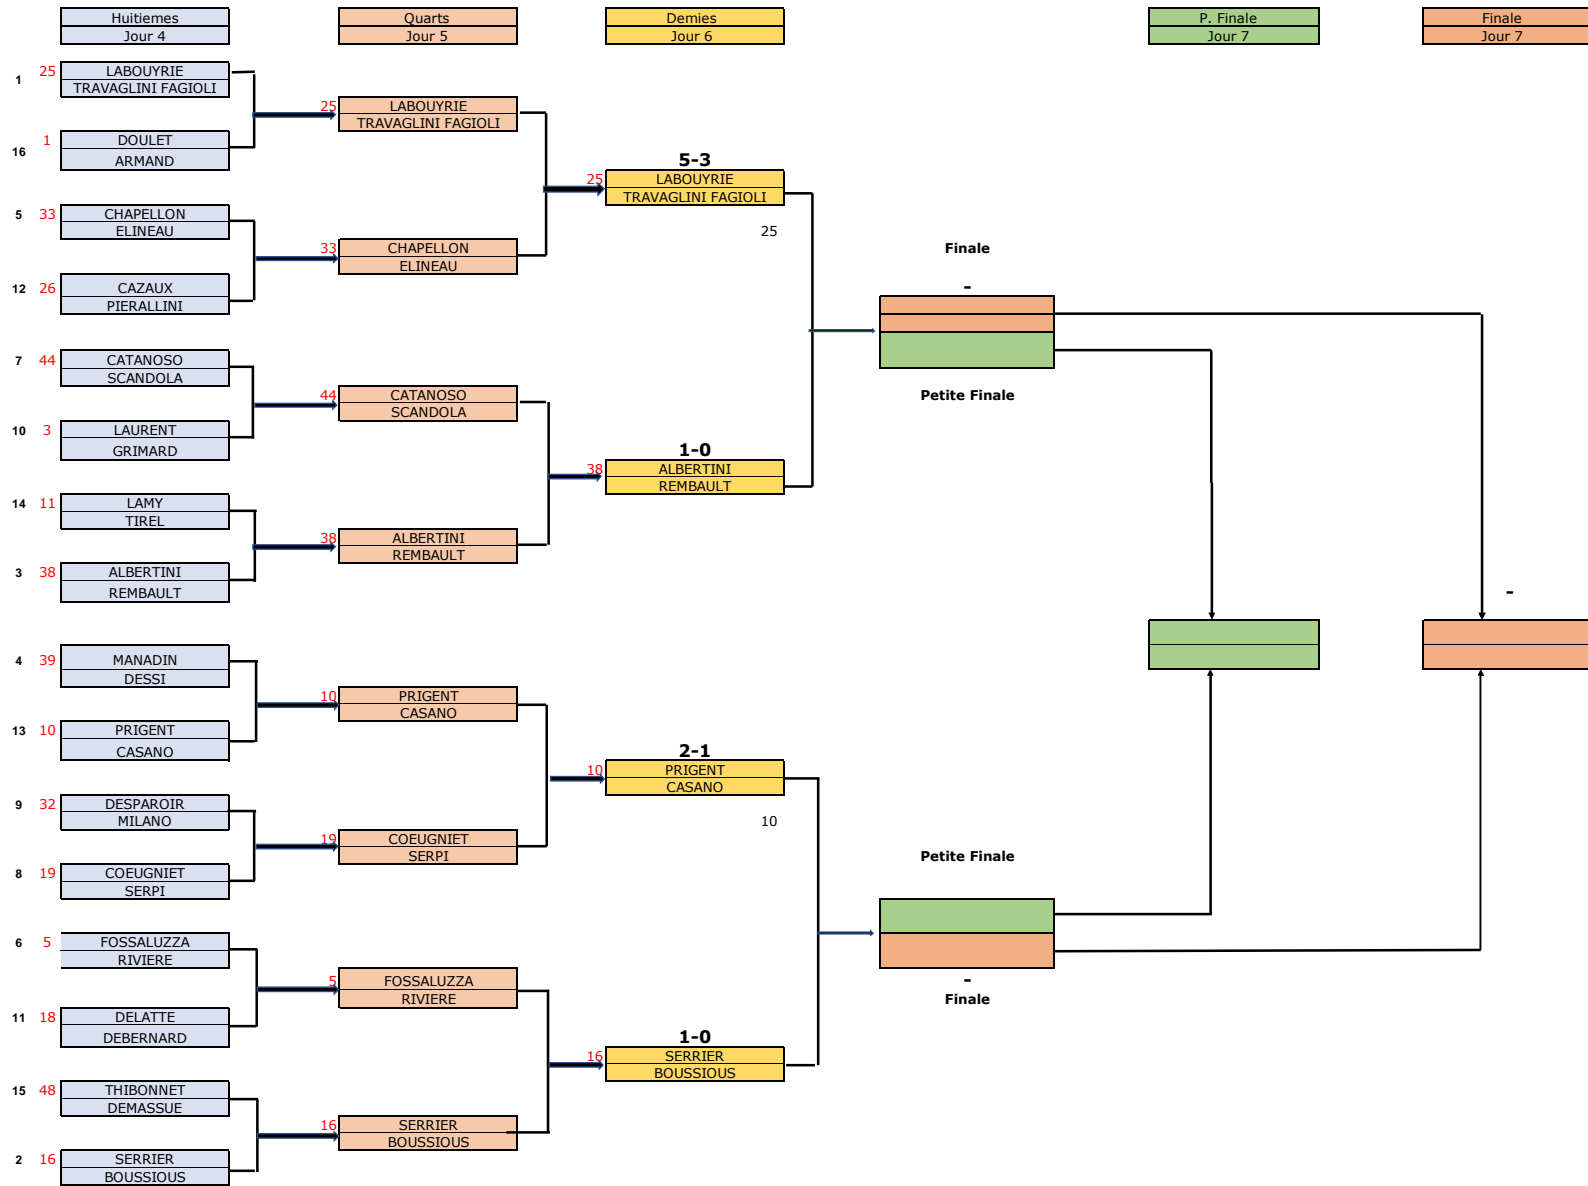 Huitiemes
Jour 4
Quarts
Jour 5
Demies
Jour 6
P. Finale
Jour 7
Finale
Jour 7
1 25 LABOUYRIE
TRAVAGLINI FAGIOLI
16 1 DOULET
ARMAND
5 33 CHAPELLON
ELINEAU
12 26 CAZAUX
PIERALLINI
7 44 CATANOSO
SCANDOLA
10 3 LAURENT
GRIMARD
14 11 LAMY
TIREL
3 38 ALBERTINI
REMBAULT
4 39 MANADIN
DESSI
13 10 PRIGENT
CASANO
9 32 DESPAROIR
MILANO
8 19 COEUGNIET
SERPI
6 5 FOSSALUZZA
RIVIERE
11 18 DELATTE
DEBERNARD
15 48 THIBONNET
DEMASSUE
2 16 SERRIER
BOUSSIOUS
25 LABOUYRIE
TRAVAGLINI FAGIOLI
33 CHAPELLON
ELINEAU
44 CATANOSO
SCANDOLA
38 ALBERTINI
REMBAULT
10 PRIGENT
CASANO
19 COEUGNIET
SERPI
5 FOSSALUZZA
RIVIERE
16 SERRIER
BOUSSIOUS
5-3
25 LABOUYRIE
TRAVAGLINI FAGIOLI
25
1-0
38 ALBERTINI
REMBAULT
2-1
10 PRIGENT
CASANO
10
1-0
16 SERRIER
BOUSSIOUS
Finale
-
Petite Finale
Petite Finale
-
Finale
-